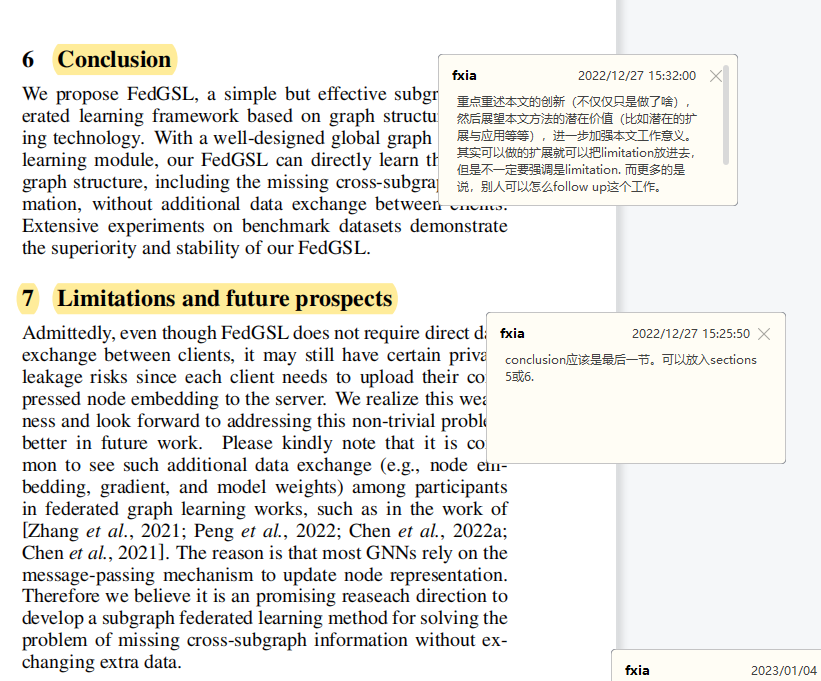 6 Conclusion
We propose FedGSL, a simple but effective subgr
erated learning framework based on graph structu
ing technology. With a well-designed global graph
learning module, our FedGSL can directly learn th
graph structure, including the missing cross-subgra
mation, without additional data exchange between clients.
Extensive experiments on benchmark datasets demonstrate
the superiority and stability of our FedGSL.
fxia 2022/12/27 15:32:00
重点重述本文的创新（不仅仅只是做了啥），
然后展望本文方法的潜在价值（比如潜在的扩
展与应用等等），进一步加强本文工作意义。
其实可以做的扩展就可以把limitation放进去，
但是不一定要强调是limitation. 而更多的是
说，别人可以怎么follow up这个工作。
7 Limitations and future prospects
Admittedly, even though FedGSL does not require direct da
exchange between clients, it may still have certain priva
leakage risks since each client needs to upload their co
pressed node embedding to the server. We realize this wea
ness and look forward to addressing this non-trivial proble
better in future work. Please kindly note that it is co
mon to see such additional data exchange (e.g., node em-
bedding, gradient, and model weights) among participants
in federated graph learning works, such as in the work of
[Zhang et al., 2021; Peng et al., 2022; Chen et al., 2022a;
Chen et al., 2021]. The reason is that most GNNs rely on the
message-passing mechanism to update node representation.
Therefore we believe it is an promising reaseach direction to
develop a subgraph federated learning method for solving the
problem of missing cross-subgraph information without ex-
changing extra data.
fxia 2022/12/27 15:25:50
conclusion应该是最后一节。可以放入sections
5或6.
fxia 2023/01/04